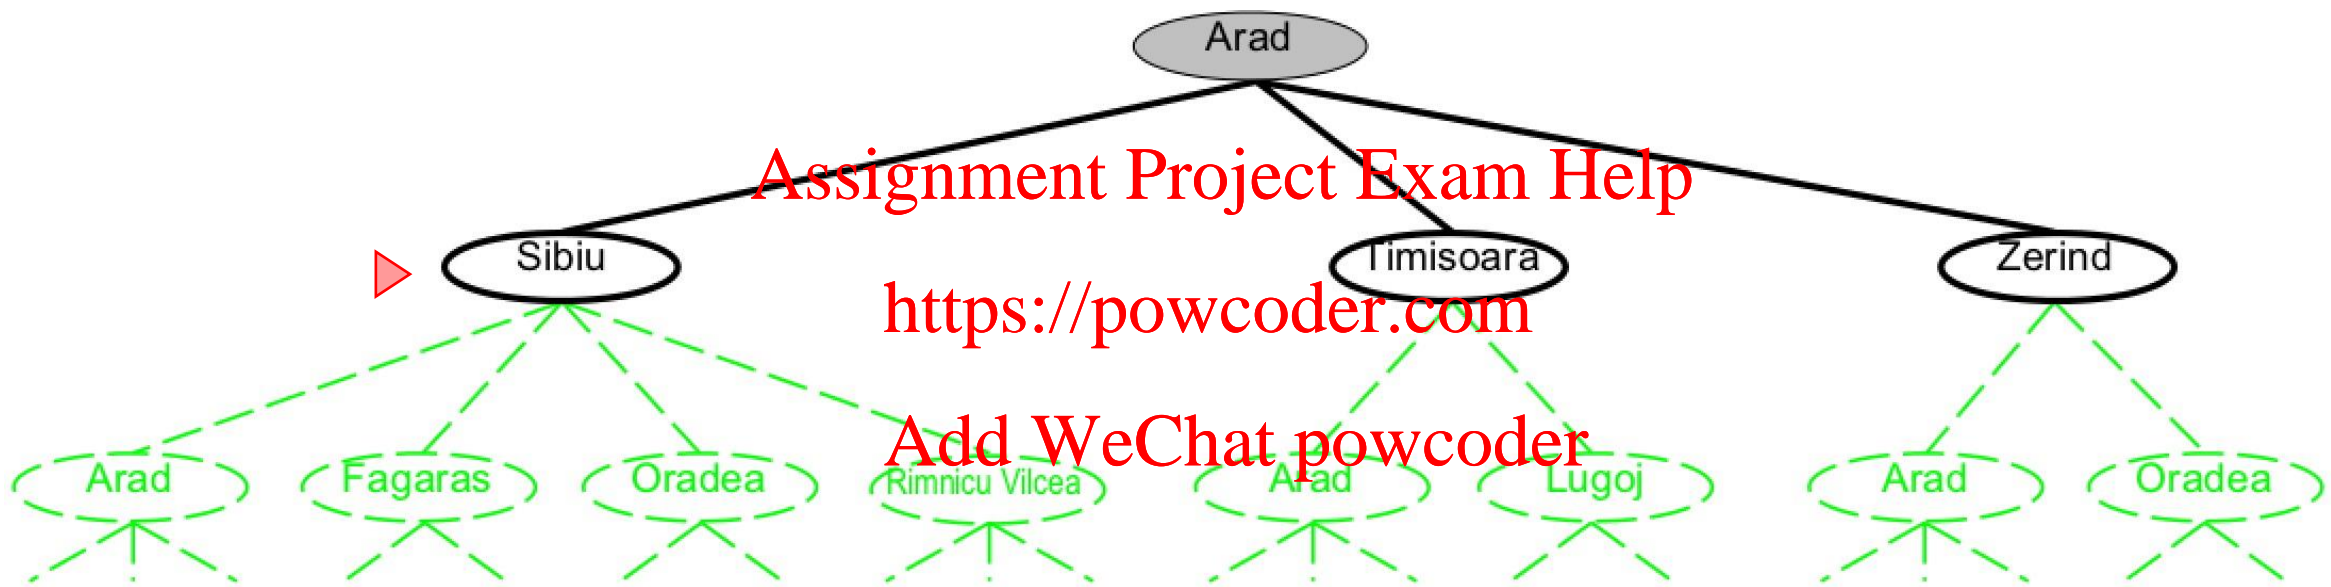 Arad
Assignment Project Exam Help
Sibiu Timisoara Zerind
https://powcoder.com
Add WeChat powcoder
Arad Fagaras Oradea Rimnicu Vilcea Arad Lugoj Arad Oradea